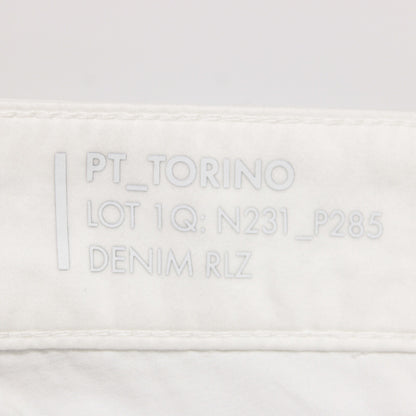 PT_TORINO
LOT 1Q: N231_P285
DENIM RLZ